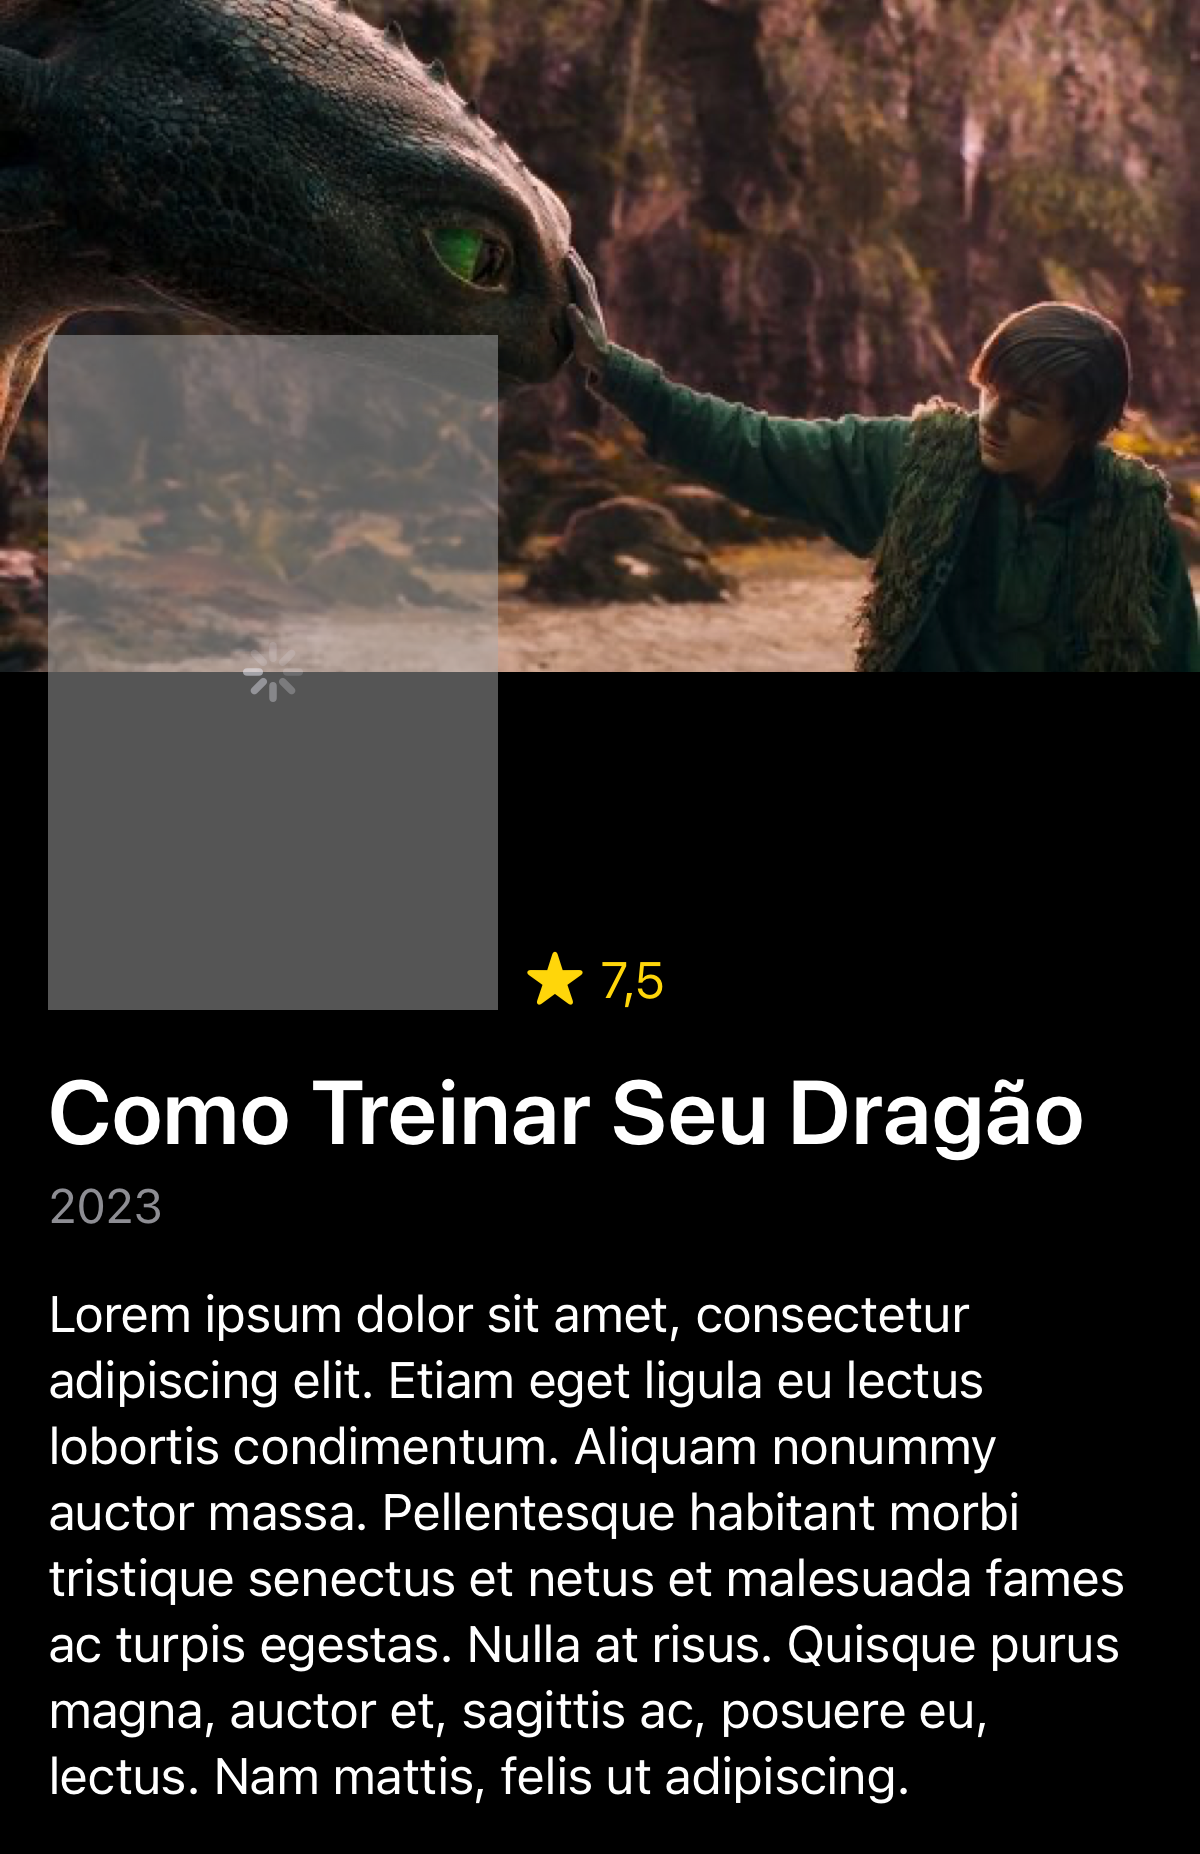 7,5
Como Treinar Seu Dragão
2023
Lorem ipsum dolor sit amet, consectetur
adipiscing elit. Etiam eget ligula eu lectus
lobortis condimentum. Aliquam nonummy
auctor massa. Pellentesque habitant morbi
tristique senectus et netus et malesuada fames
ac turpis egestas. Nulla at risus. Quisque purus
magna, auctor et, sagittis ac, posuere eu,
lectus. Nam mattis, felis ut adipiscing.